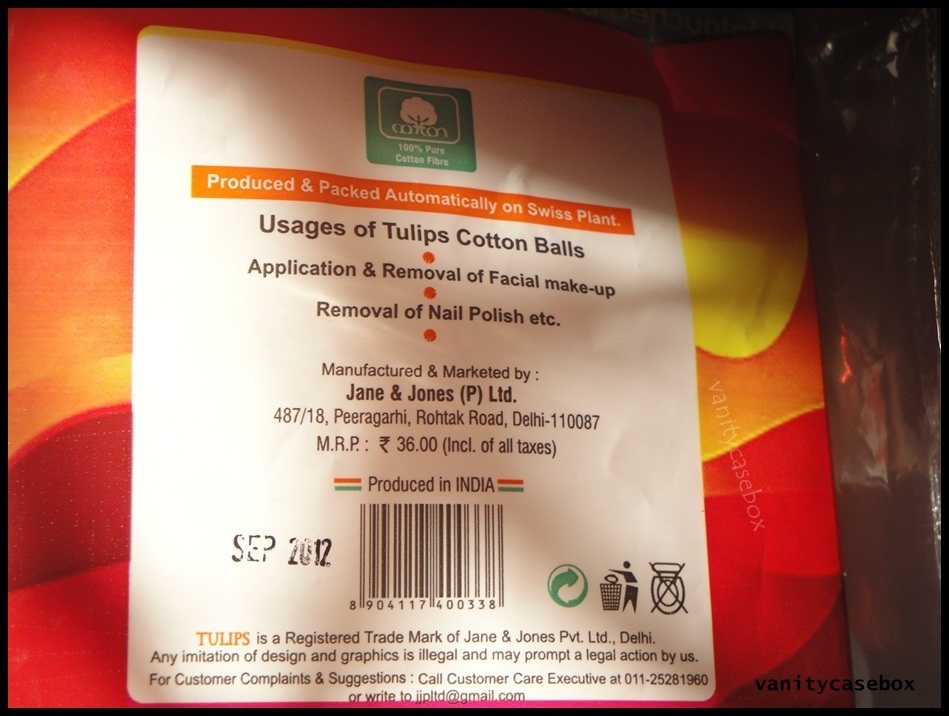 cotton
100% Pure
Cotton Fibre
Produced & Packed Automatically on Swiss Plant.
Usages of Tulips Cotton Balls
Application & Removal of Facial make-up
Removal of Nail Polish etc.
Manufactured & Marketed by :
Jane & Jones (P) Ltd.
487/18, Peeragarhi, Rohtak Road, Delhi-110087
M.R.P. : ₹ 36.00 (Incl. of all taxes)
Produced in INDIA
SEP 2012
8 904117 400338
TULIPS is a Registered Trade Mark of Jane & Jones Pvt. Ltd., Delhi.
Any imitation of design and graphics is illegal and may prompt a legal action by us.
For Customer Complaints & Suggestions : Call Customer Care Executive at 011-25281960
or write to jjpltd@gmail.com
vanitycasebox
vanitycasebox